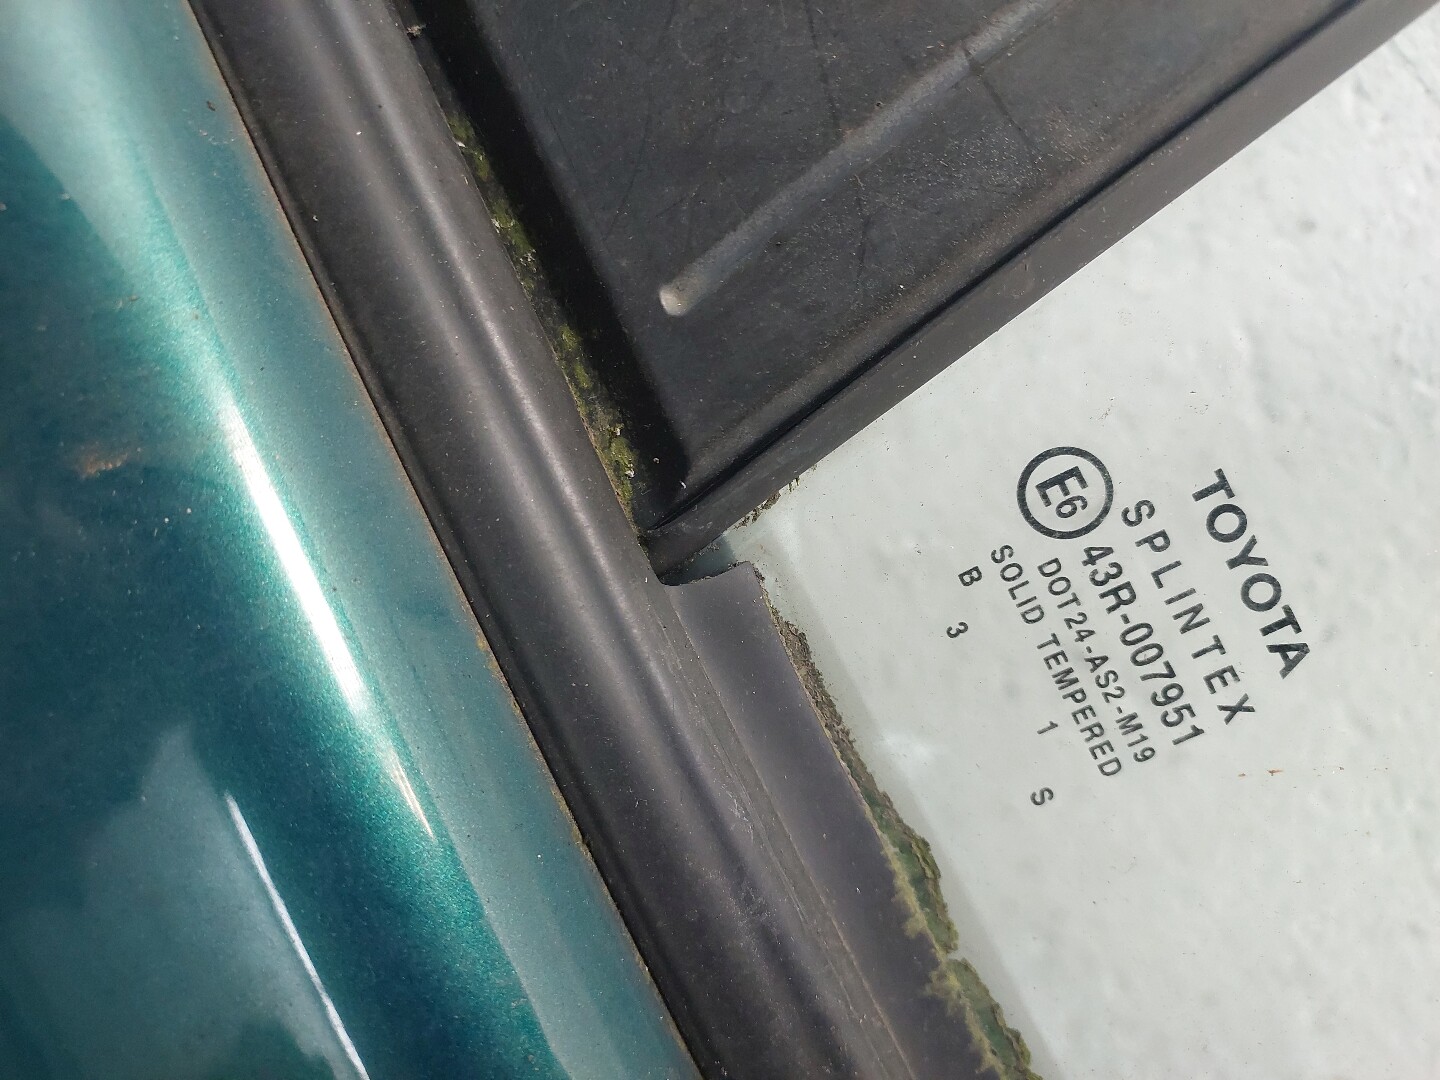 TOYOTA
SPLINTEX
E6 43R-007951
DOT24-AS2-M19
SOLID TEMPERED
B 3 1 S